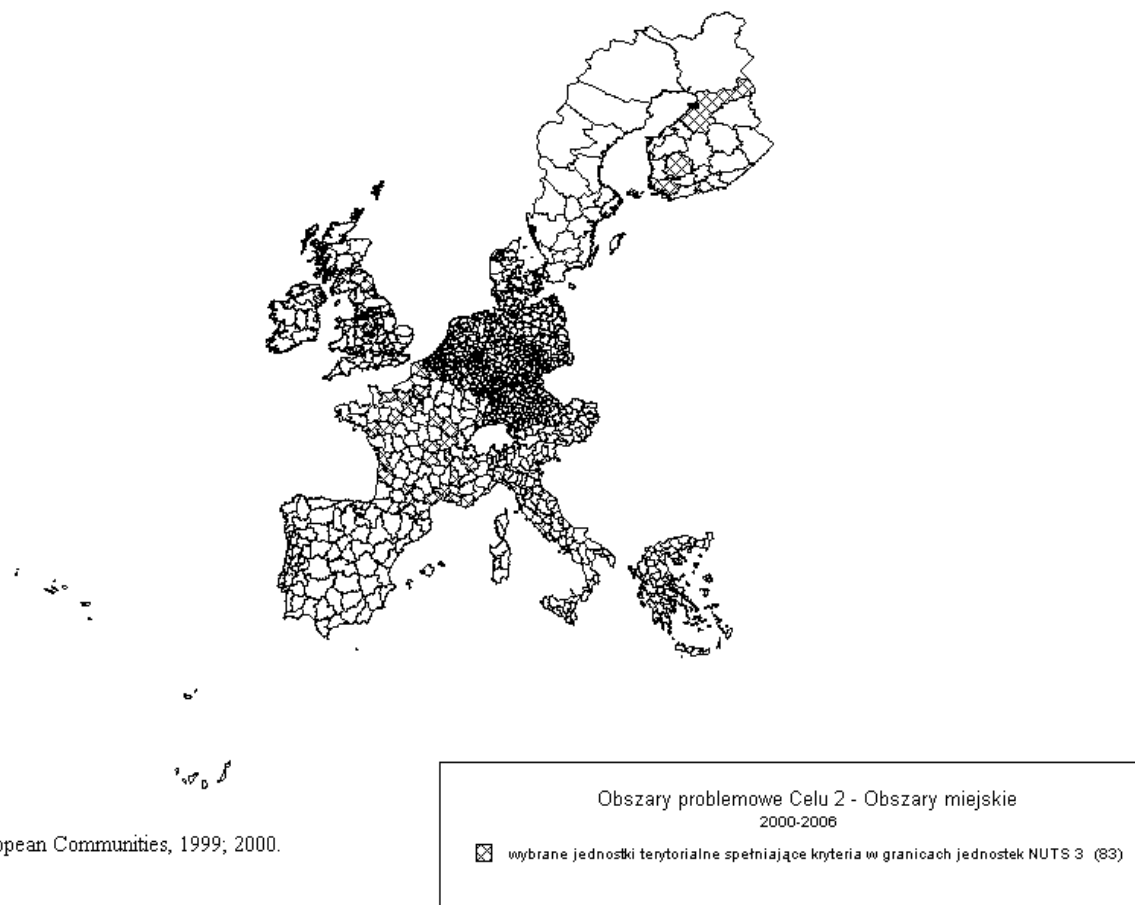 Obszary problemowe Celu 2 - Obszary miejskie
2000-2006
wybrane jednostki terytorialne spełniające kryteria w granicach jednostek NUTS 3 (83)
opean Communities, 1999; 2000.